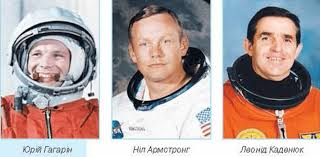 Юрій Гагарін
Ніл Армстронг
Леонід Каденюк